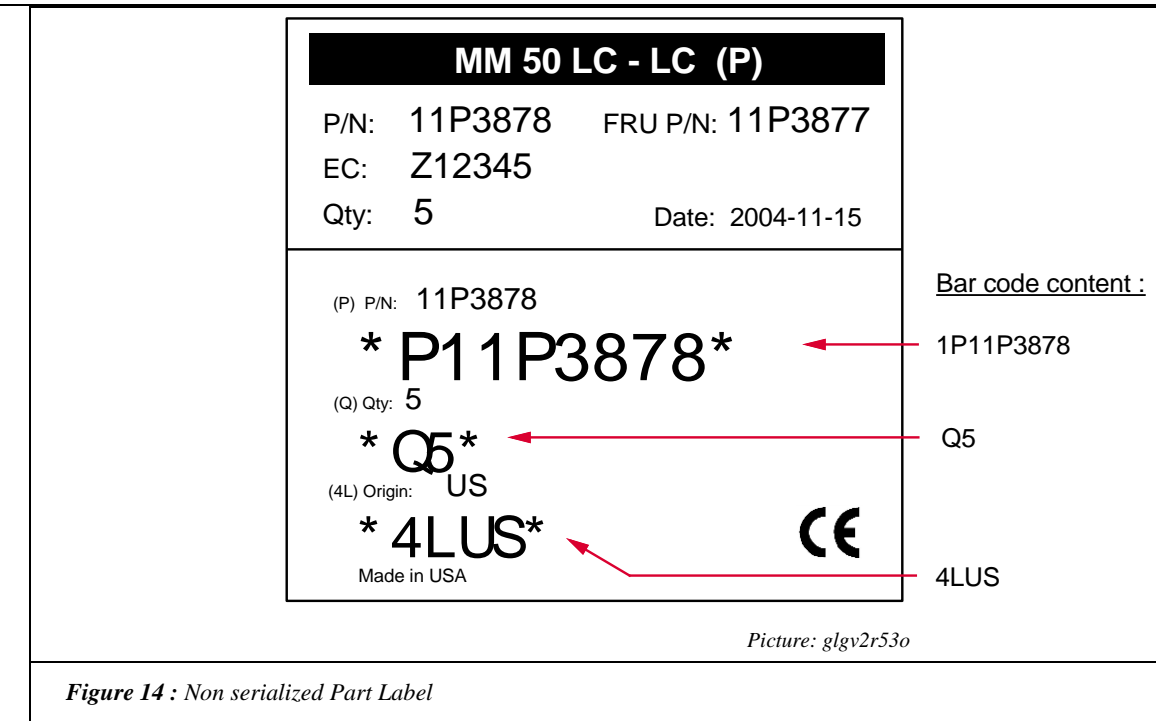 MM 50 LC - LC (P)
P/N: 11P3878 FRU P/N: 11P3877
EC: Z12345
Qty: 5 Date: 2004-11-15
Bar code content :
(P) P/N: 11P3878
*P11P3878*
1P11P3878
(Q) Qty: 5
*Q5*
Q5
(4L) Origin: US
*4LUS*
CE
4LUS
Made in USA
Picture: glgv2r53o
Figure 14 : Non serialized Part Label